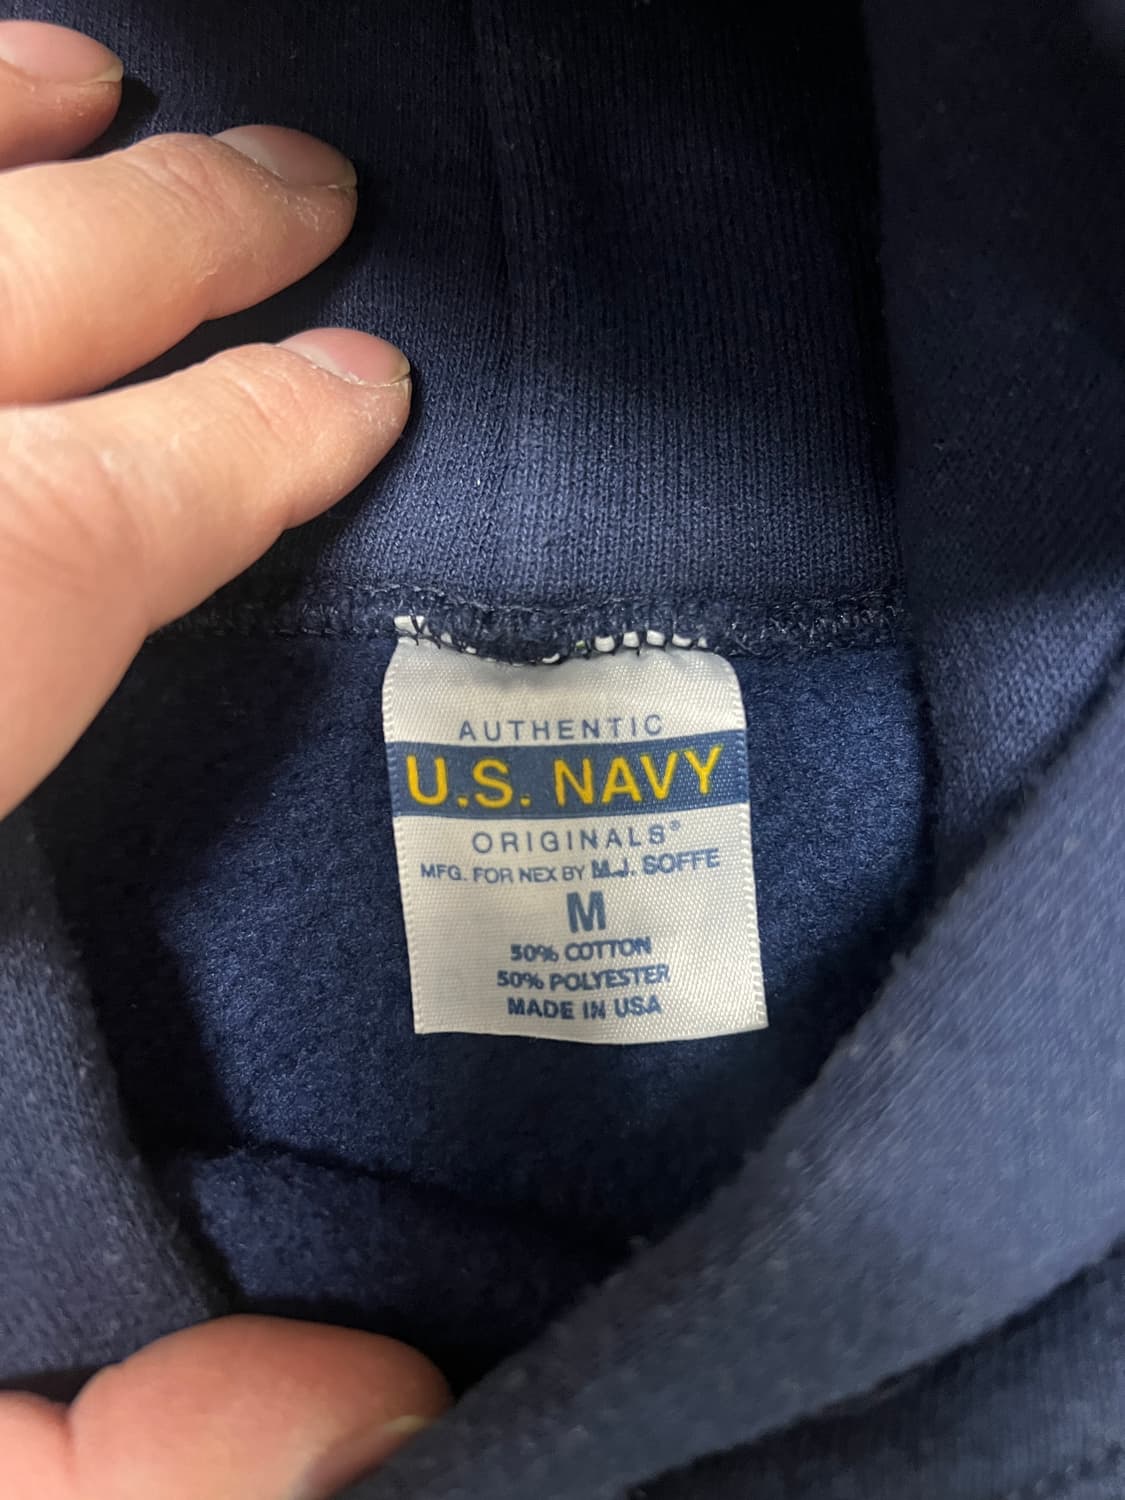 AUTHENTIC
U.S. NAVY
ORIGINALS®
MFG. FOR NEX BY M.J. SOFFE
M
50% COTTON
50% POLYESTER
MADE IN USA